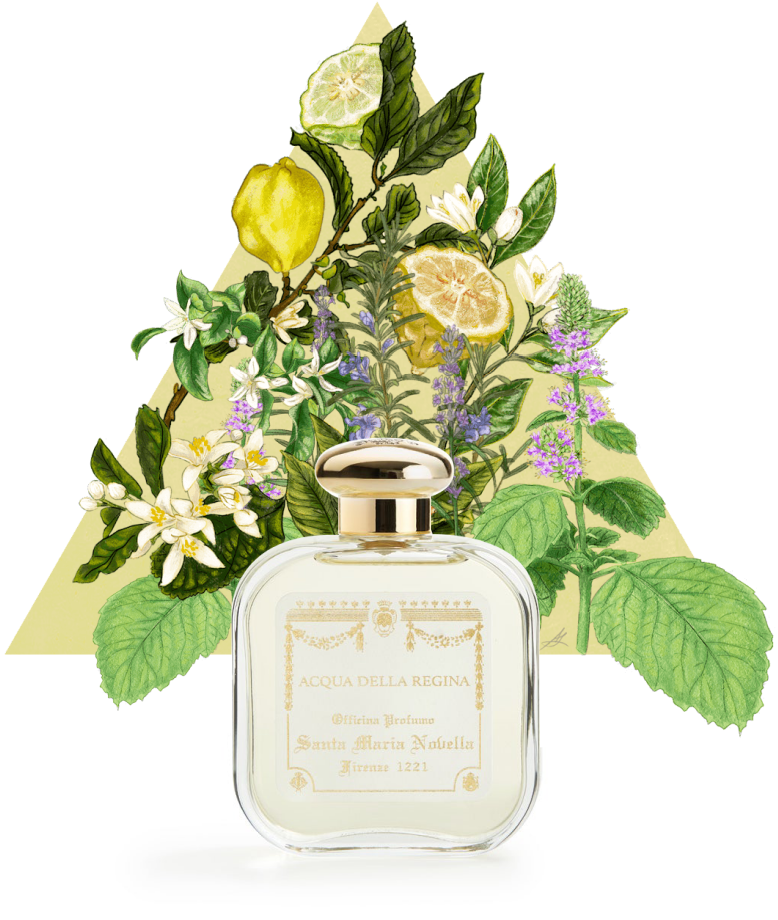 ACQUA DELLA REGINA
Officina Profumo
Santa Maria Novella
Firenze 1221